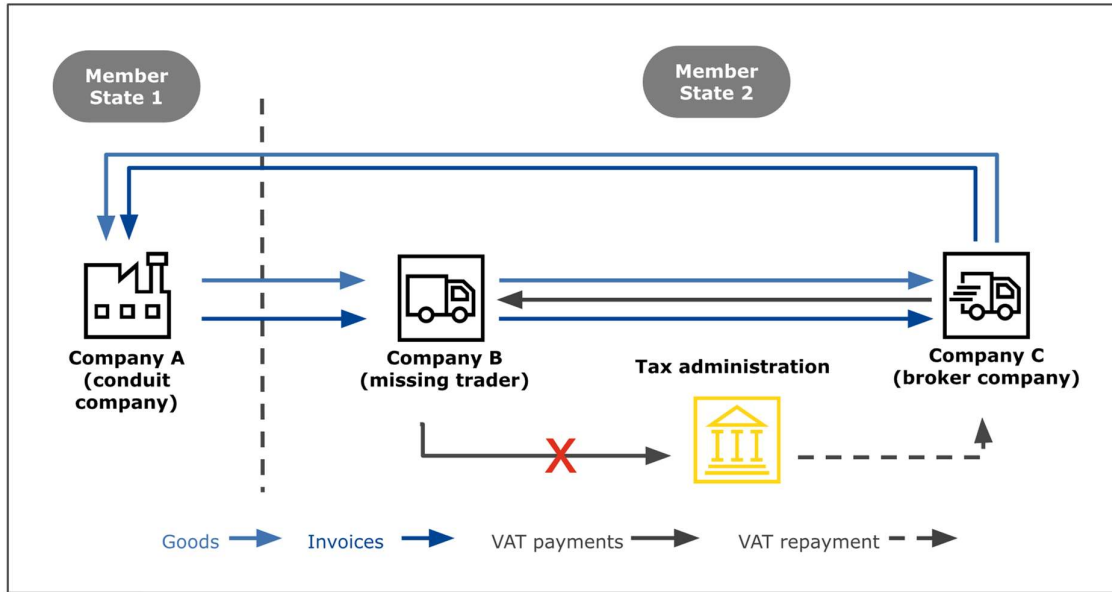 Member
State 1
Member
State 2
Company A
(conduit
company)
Company B
(missing trader)
Tax administration
Company C
(broker company)
X
Goods
Invoices
VAT payments
VAT repayment